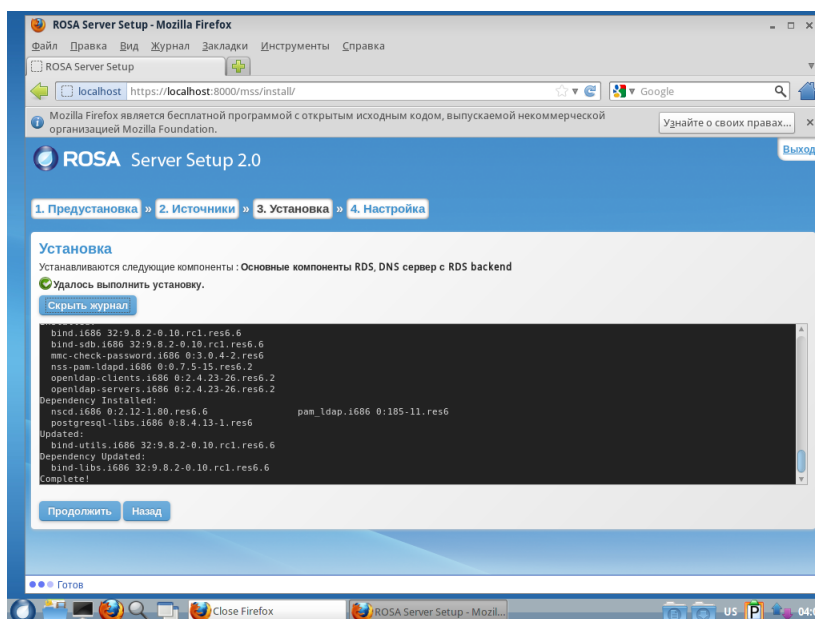 ROSA Server Setup - Mozilla Firefox
Файл Правка Вид Журнал Закладки Инструменты Справка
ROSA Server Setup
localhost https://localhost:8000/mss/install/ Google
Mozilla Firefox является бесплатной программой с открытым исходным кодом, выпускаемой некоммерческой
организацией Mozilla Foundation.
Узнайте о своих правах...
Выход
ROSA Server Setup 2.0
1. Предустановка » 2. Источники » 3. Установка » 4. Настройка
Установка
Устанавливаются следующие компоненты : Основные компоненты RDS, DNS сервер с RDS backend
Удалось выполнить установку.
Скрыть журнал
bind.i686 32:9.8.2-0.10.rc1.res6.6
bind-sdb.i686 32:9.8.2-0.10.rc1.res6.6
mmc-check-password.i686 0:3.0.4-2.res6
nss-pam-ldapd.i686 0:0.7.5-15.res6.2
openldap-clients.i686 0:2.4.23-26.res6.2
openldap-servers.i686 0:2.4.23-26.res6.2
Dependency Installed:
nscd.i686 0:2.12-1.80.res6.6 pam_ldap.i686 0:185-11.res6
postgresql-libs.i686 0:8.4.13-1.res6
Updated:
bind-utils.i686 32:9.8.2-0.10.rc1.res6.6
Dependency Updated:
bind-libs.i686 32:9.8.2-0.10.rc1.res6.6
Complete!
Продолжить Назад
Готов
Close Firefox ROSA Server Setup - Mozil... US P